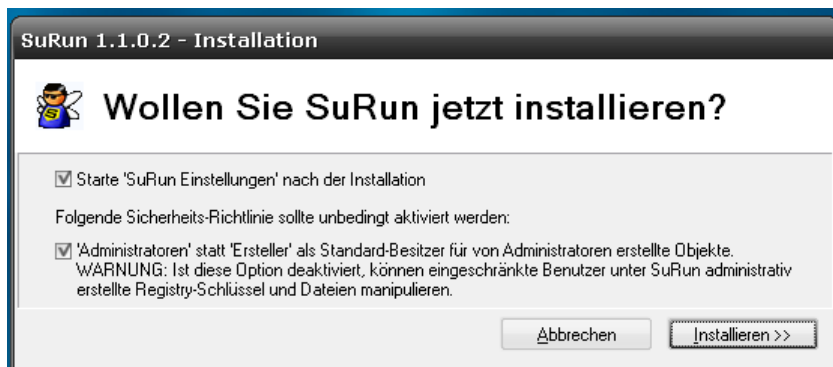 SuRun 1.1.0.2 - Installation
Wollen Sie SuRun jetzt installieren?
Starte 'SuRun Einstellungen' nach der Installation
Folgende Sicherheits-Richtlinie sollte unbedingt aktiviert werden:
'Administratoren' statt 'Ersteller' als Standard-Besitzer für von Administratoren erstellte Objekte.
WARNUNG: Ist diese Option deaktiviert, können eingeschränkte Benutzer unter SuRun administrativ
erstellte Registry-Schlüssel und Dateien manipulieren.
Abbrechen
Installieren >>